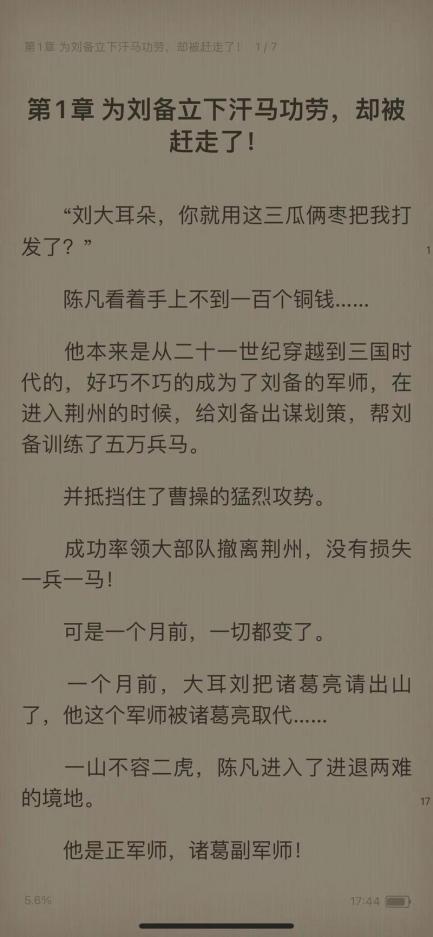 第1章 为刘备立下汗马功劳，却被赶走了！ 1/7
第1章 为刘备立下汗马功劳，却被
赶走了！
“刘大耳朵，你就用这三瓜俩枣把我打
发了？”
1
陈凡看着手上不到一百个铜钱……
他本来是从二十一世纪穿越到三国时
代的，好巧不巧的成为了刘备的军师，在
进入荆州的时候，给刘备出谋划策，帮刘
备训练了五万兵马。
并抵挡住了曹操的猛烈攻势。
成功率领大部队撤离荆州，没有损失
一兵一马！
可是一个月前，一切都变了。
一个月前，大耳刘把诸葛亮请出山
了，他这个军师被诸葛亮取代……
一山不容二虎，陈凡进入了进退两难
的境地。
17
他是正军师，诸葛副军师！
5.6%
17:44